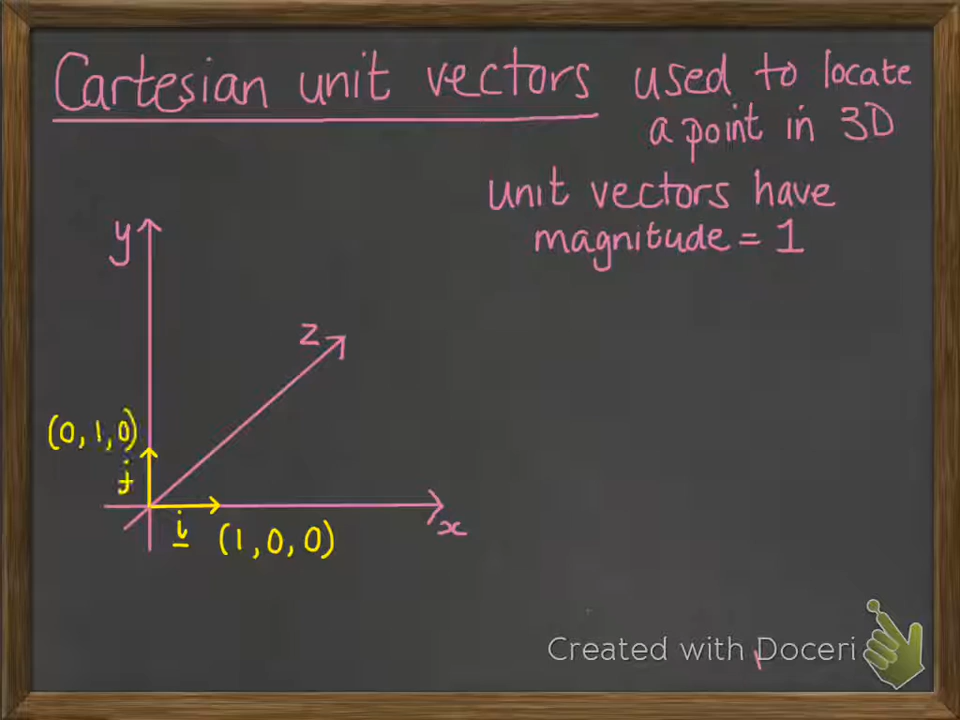 Cartesian unit vectors used to locate
a point in 3D
unit vectors have
magnitude = 1
y
z
(0, 1, 0)
j
x
i
(1, 0, 0)
Created with Doceri